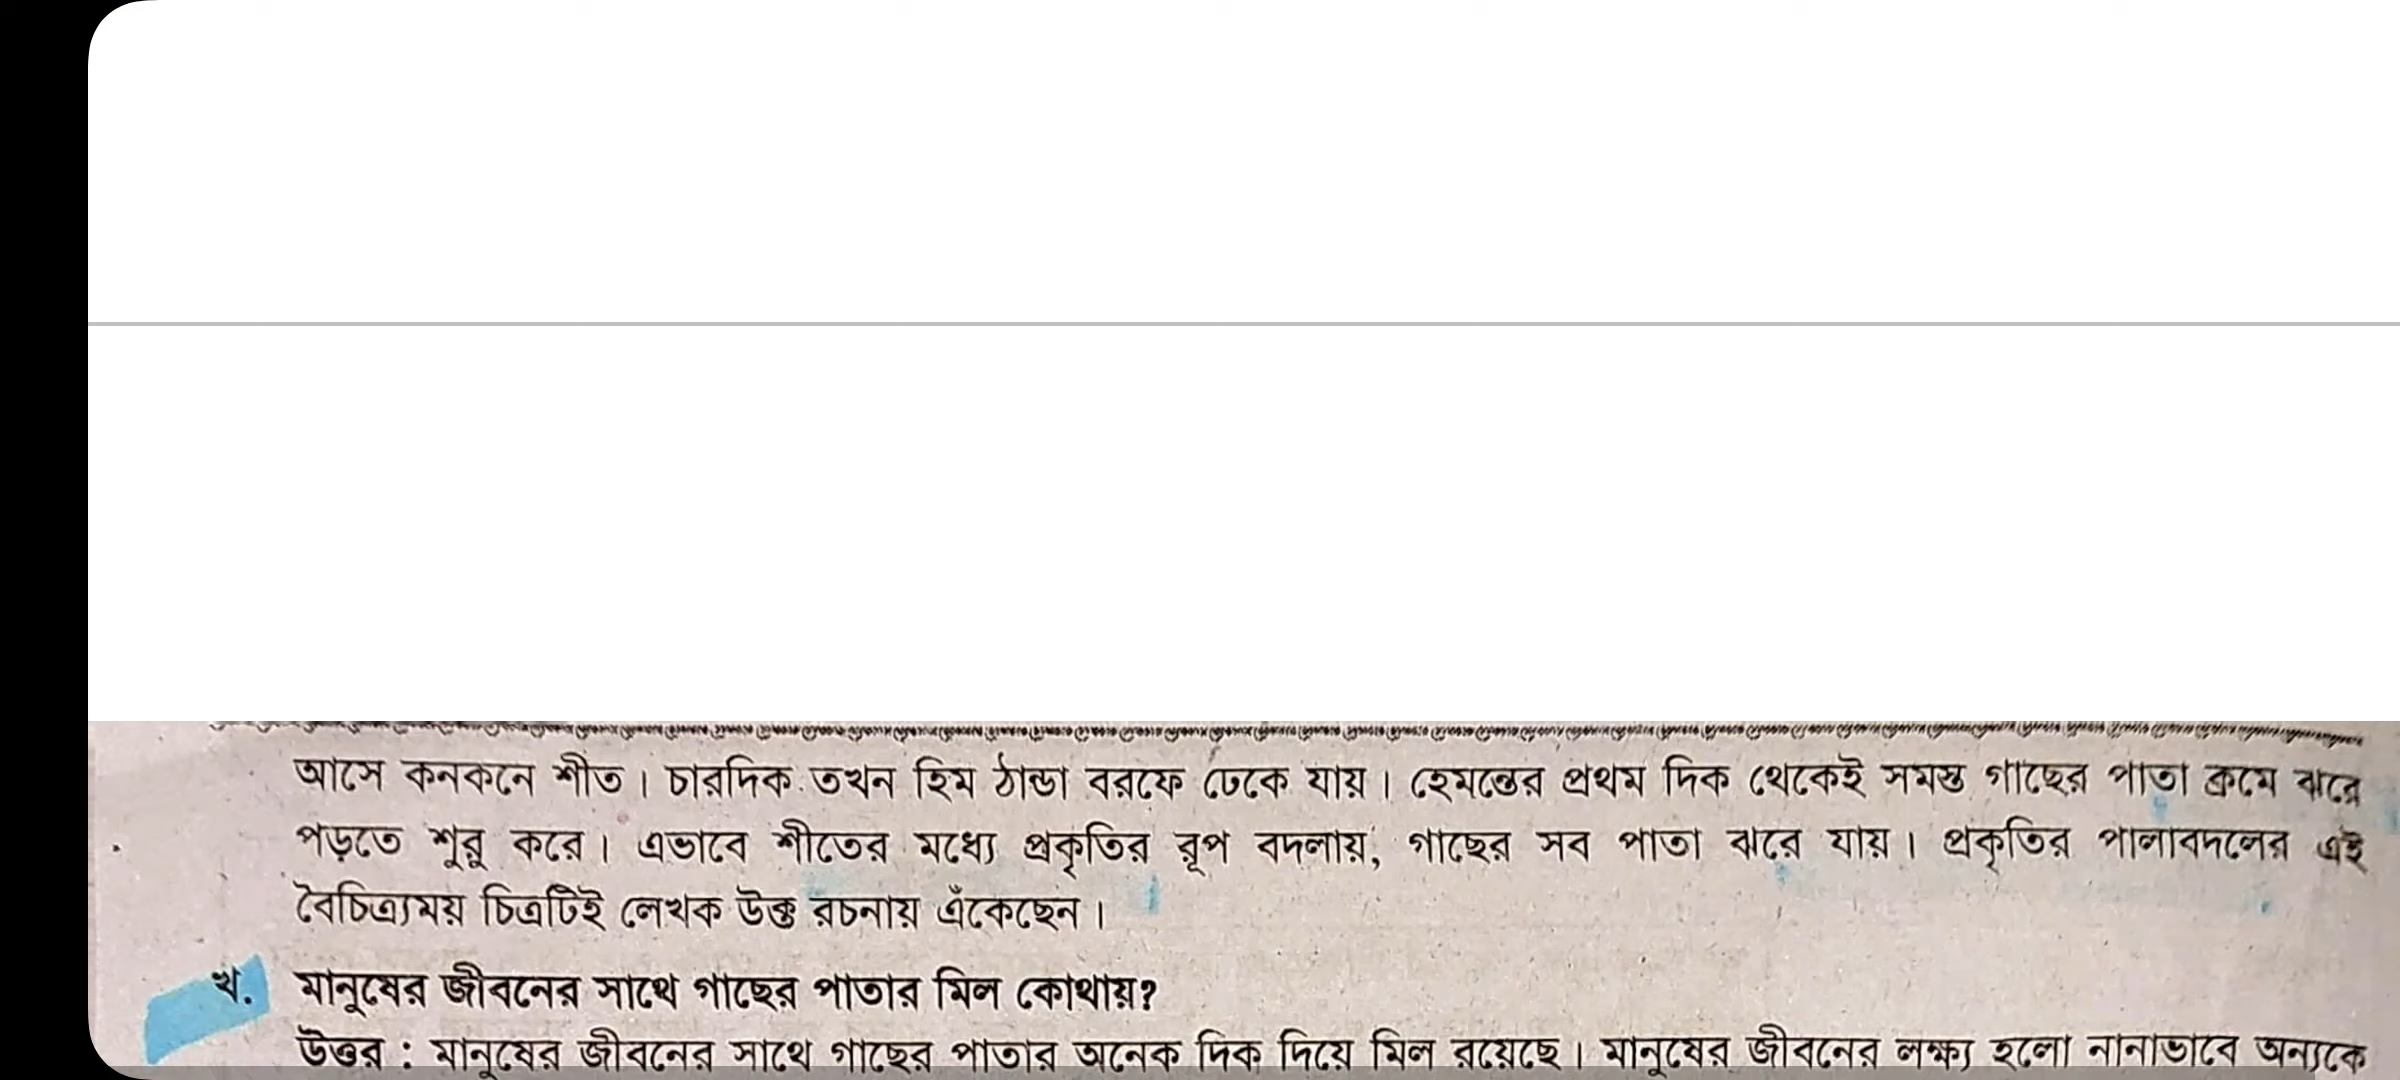 আসে কনকনে শীত। চারদিক তখন হিম ঠান্ডা বরফে ঢেকে যায়। হেমন্তের প্রথম দিক থেকেই সমস্ত গাছের পাতা ক্রমে ঝরে
পড়তে শুরু করে। এভাবে শীতের মধ্যে প্রকৃতির রূপ বদলায়, গাছের সব পাতা ঝরে যায়। প্রকৃতির পালাবদলের এই
বৈচিত্র্যময় চিত্রটিই লেখক উক্ত রচনায় এঁকেছেন।
খ. মানুষের জীবনের সাথে গাছের পাতার মিল কোথায়?
উত্তর : মানুষের জীবনের সাথে গাছের পাতার অনেক দিক দিয়ে মিল রয়েছে। মানুষের জীবনের লক্ষ্য হলো নানাভাবে অন্যকে